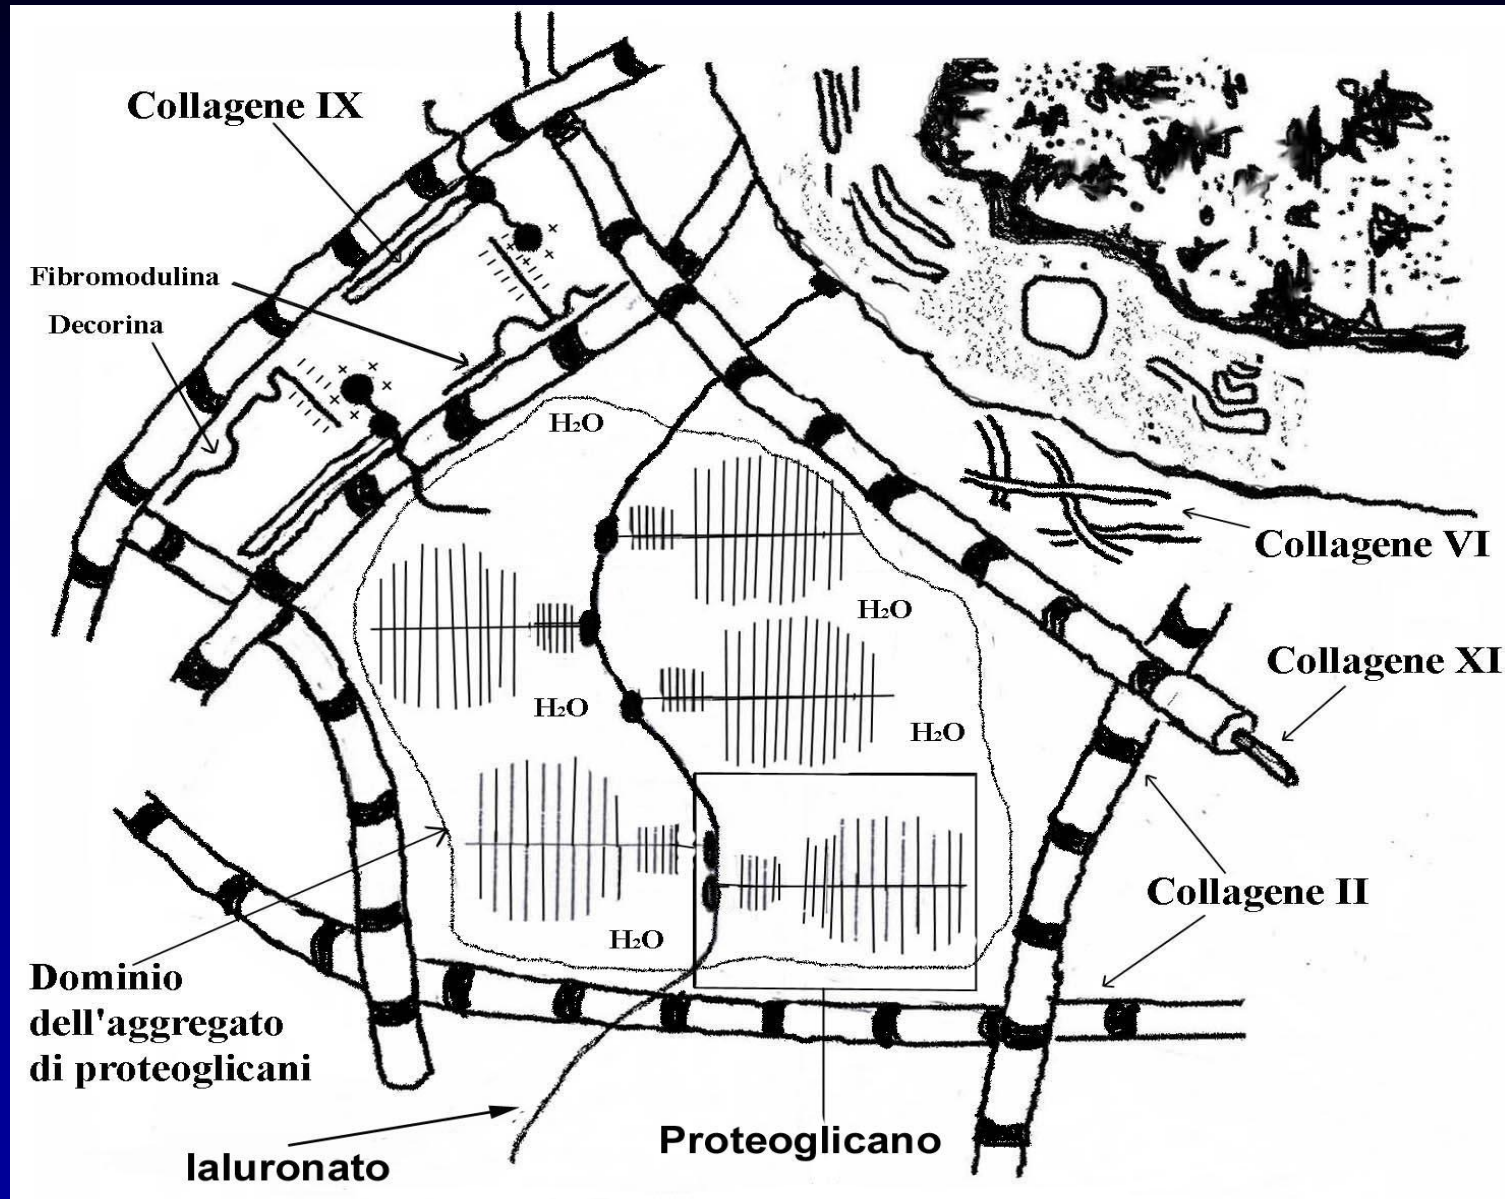 Collagene IX
Fibromodulina
Decorina
H₂O
Collagene VI
H₂O
Collagene XI
H₂O
H₂O
Collagene II
H₂O
Dominio
dell'aggregato
di proteoglicani
Proteoglicano
Ialuronato